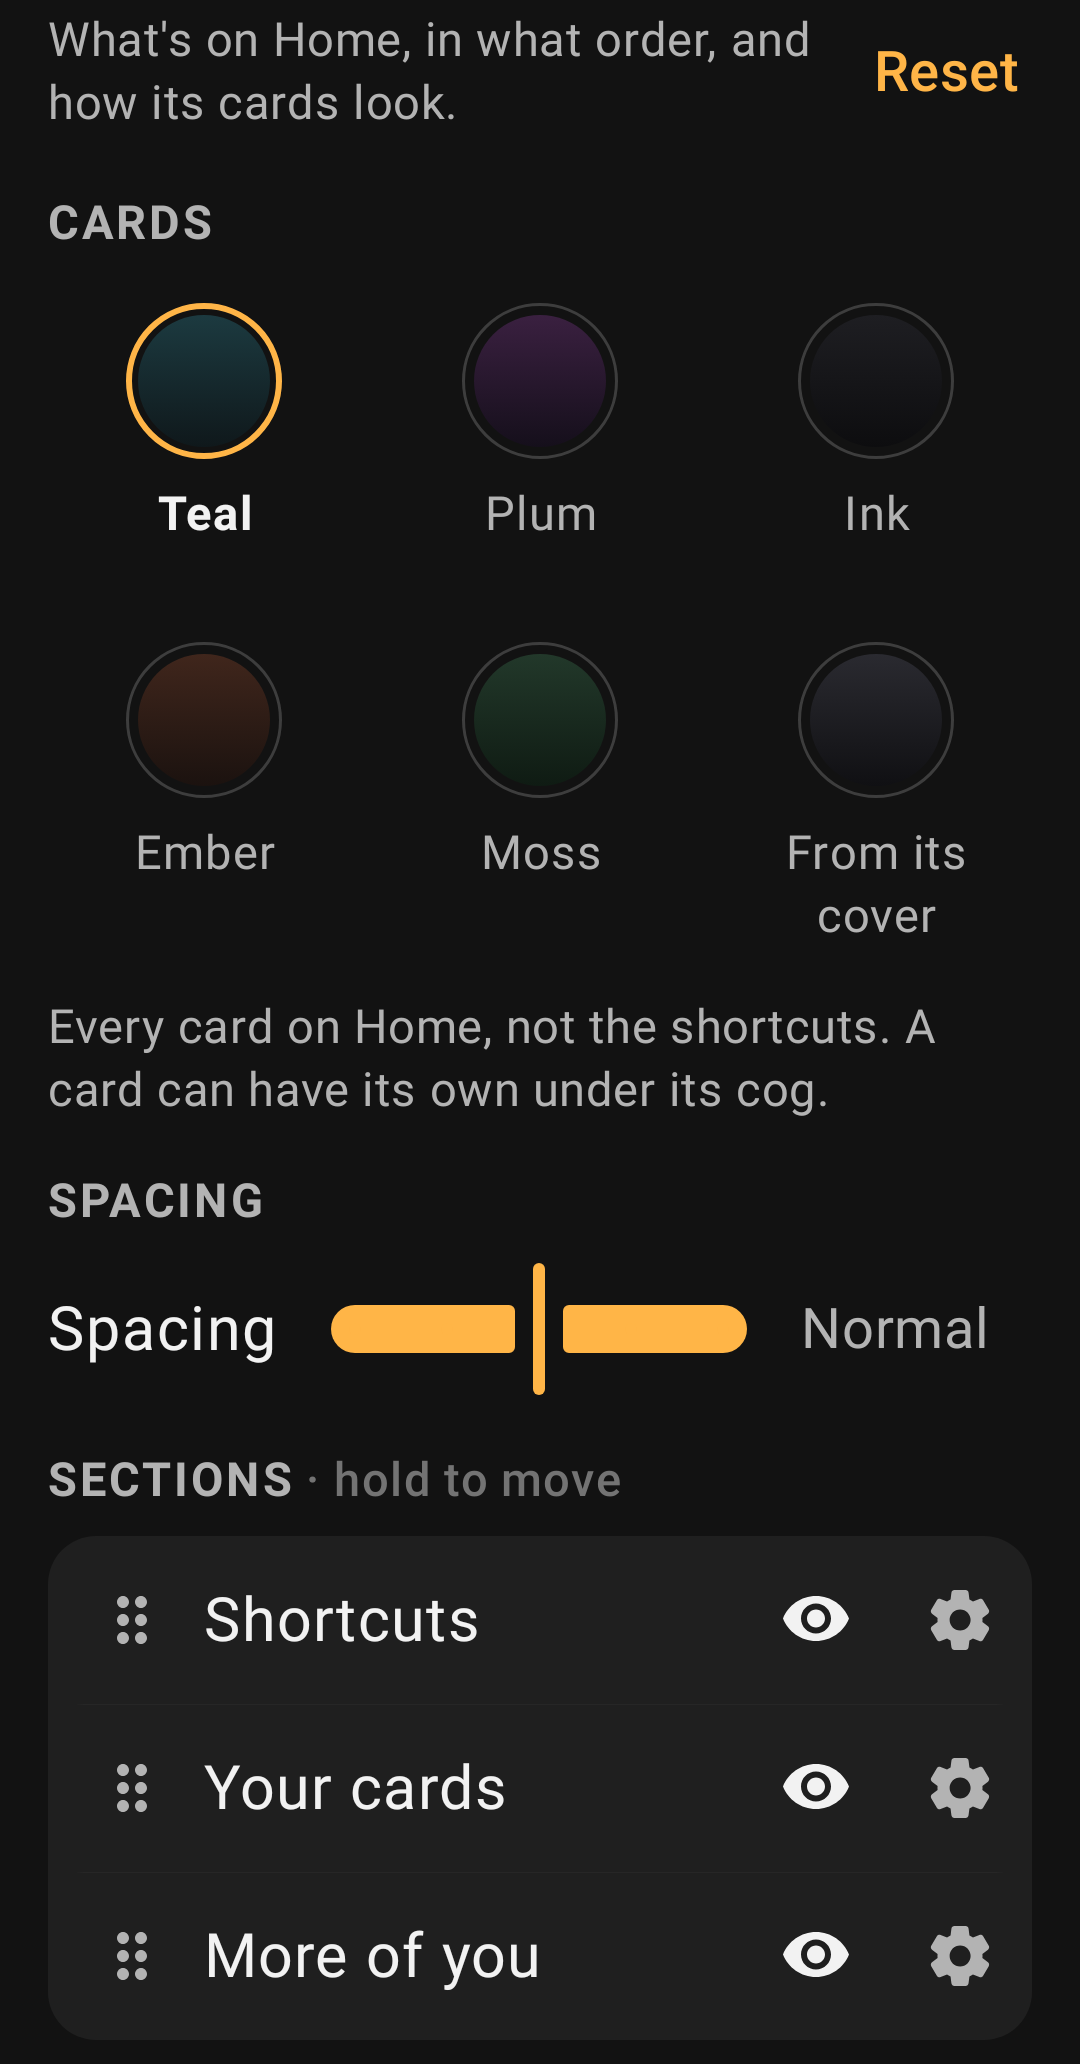 What's on Home, in what order, and
how its cards look.
Reset
CARDS
Teal
Plum
Ink
Ember
Moss
From its
cover
Every card on Home, not the shortcuts. A
card can have its own under its cog.
SPACING
Spacing
Normal
SECTIONS · hold to move
Shortcuts
Your cards
More of you